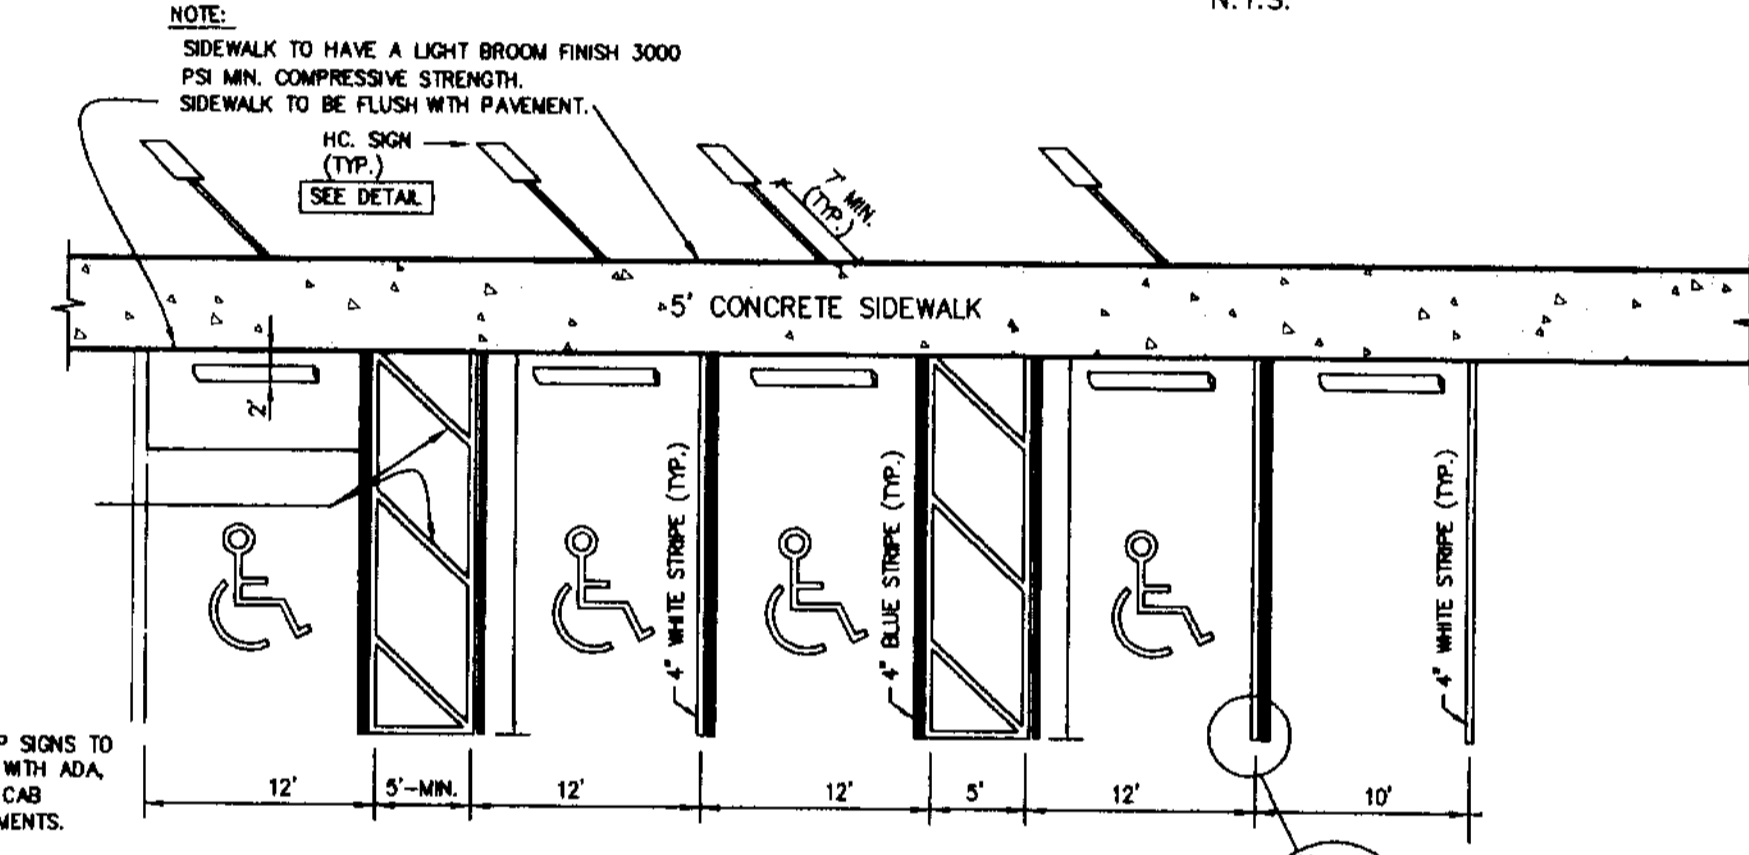 N.T.S.
NOTE:
SIDEWALK TO HAVE A LIGHT BROOM FINISH 3000
PSI MIN. COMPRESSIVE STRENGTH.
SIDEWALK TO BE FLUSH WITH PAVEMENT.
HC. SIGN
(TYP.)
SEE DETAIL
7' MIN.
(TYP.)
5' CONCRETE SIDEWALK
2'
4" WHITE STRIPE (TYP.)
4" BLUE STRIPE (TYP.)
4" WHITE STRIPE (TYP.)
P SIGNS TO
WITH ADA,
CAB
MENTS.
12'
5'-MIN.
12'
12'
5'
12'
10'